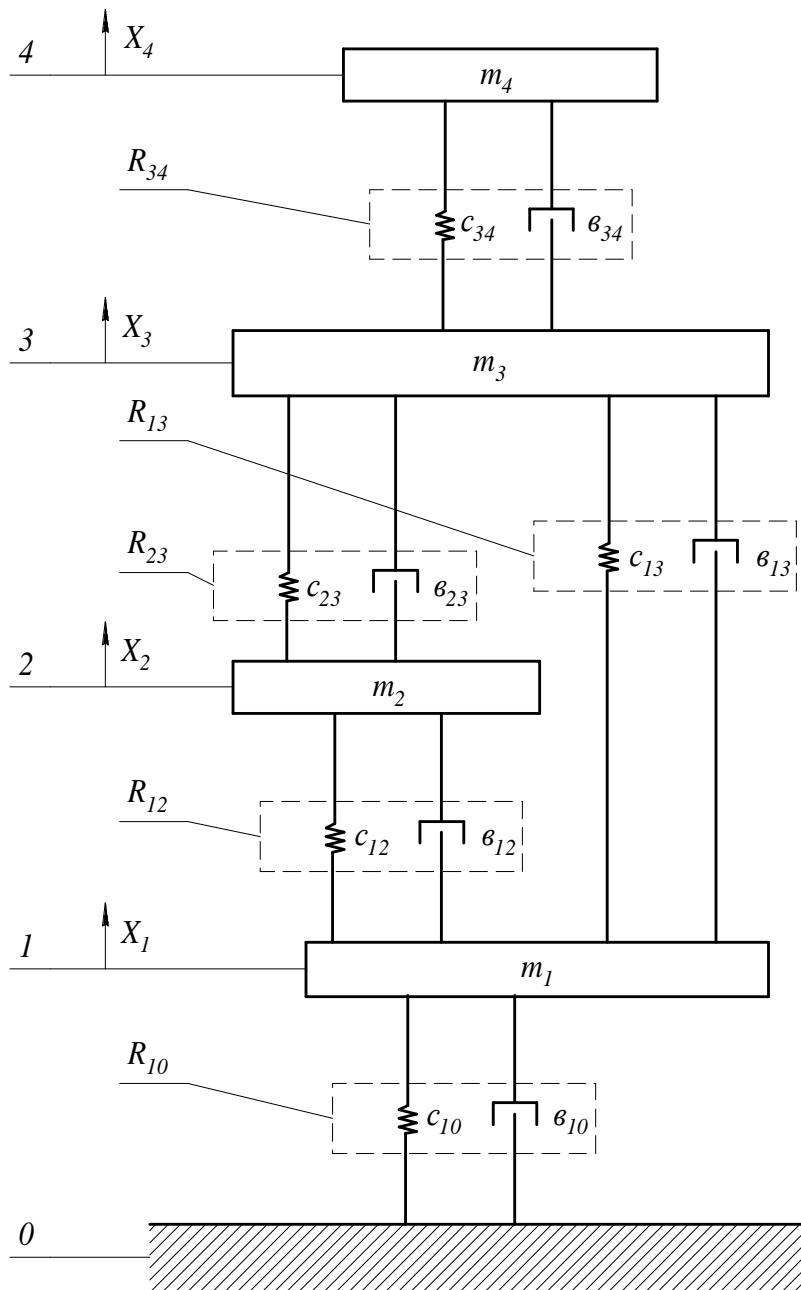 4 X₄ m₄
R₃₄
c₃₄ в₃₄
3 X₃ m₃
R₁₃
R₂₃ c₁₃ в₁₃
c₂₃ в₂₃
2 X₂ m₂
R₁₂
c₁₂ в₁₂
1 X₁ m₁
R₁₀
c₁₀ в₁₀
0